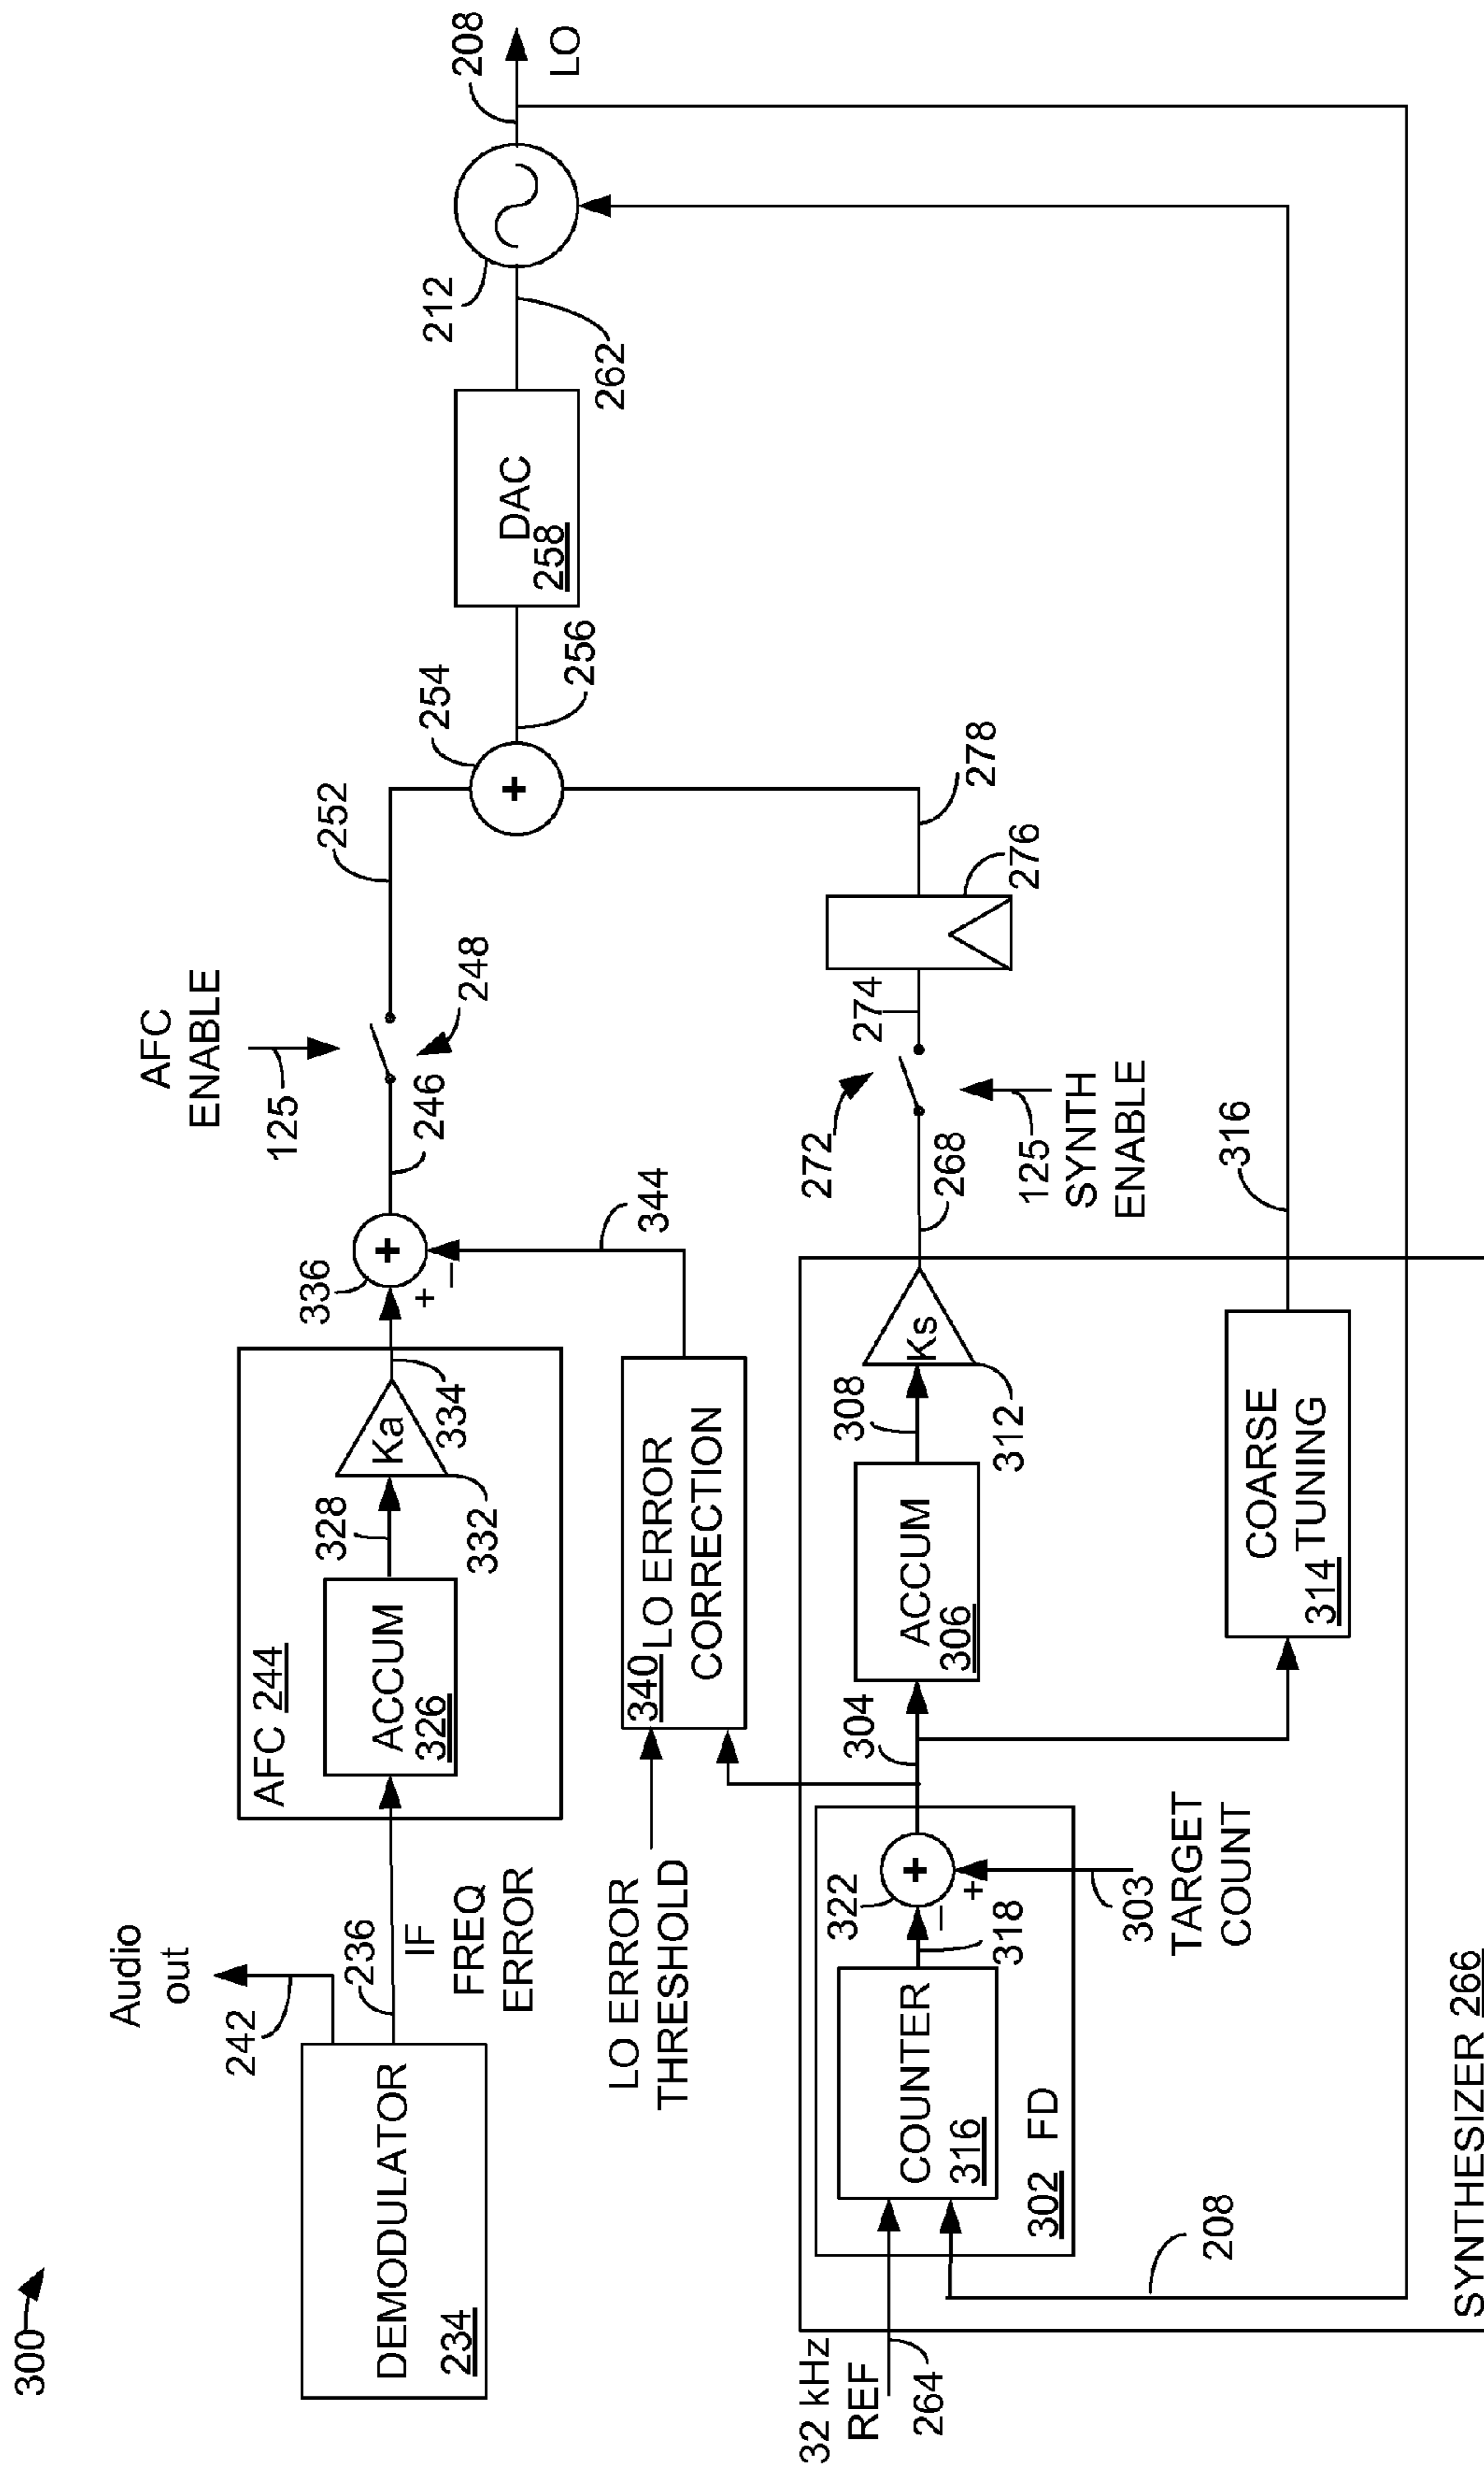 300
Audio
out
242
DEMODULATOR
234
236
IF
FREQ
ERROR
AFC 244
ACCUM
326
328
Ka
332
334
336
+
+
–
246
AFC
ENABLE
125
248
252
254
+
256
DAC
258
262
212
208
LO
LO ERROR
THRESHOLD
340 LO ERROR
CORRECTION
344
32 kHz
REF
264
COUNTER
316
302 FD
318
322
+
–
+
303
TARGET
COUNT
304
ACCUM
306
308
Ks
312
268
272
125
SYNTH
ENABLE
274
276
278
COARSE
TUNING
314
316
208
SYNTHESIZER 266